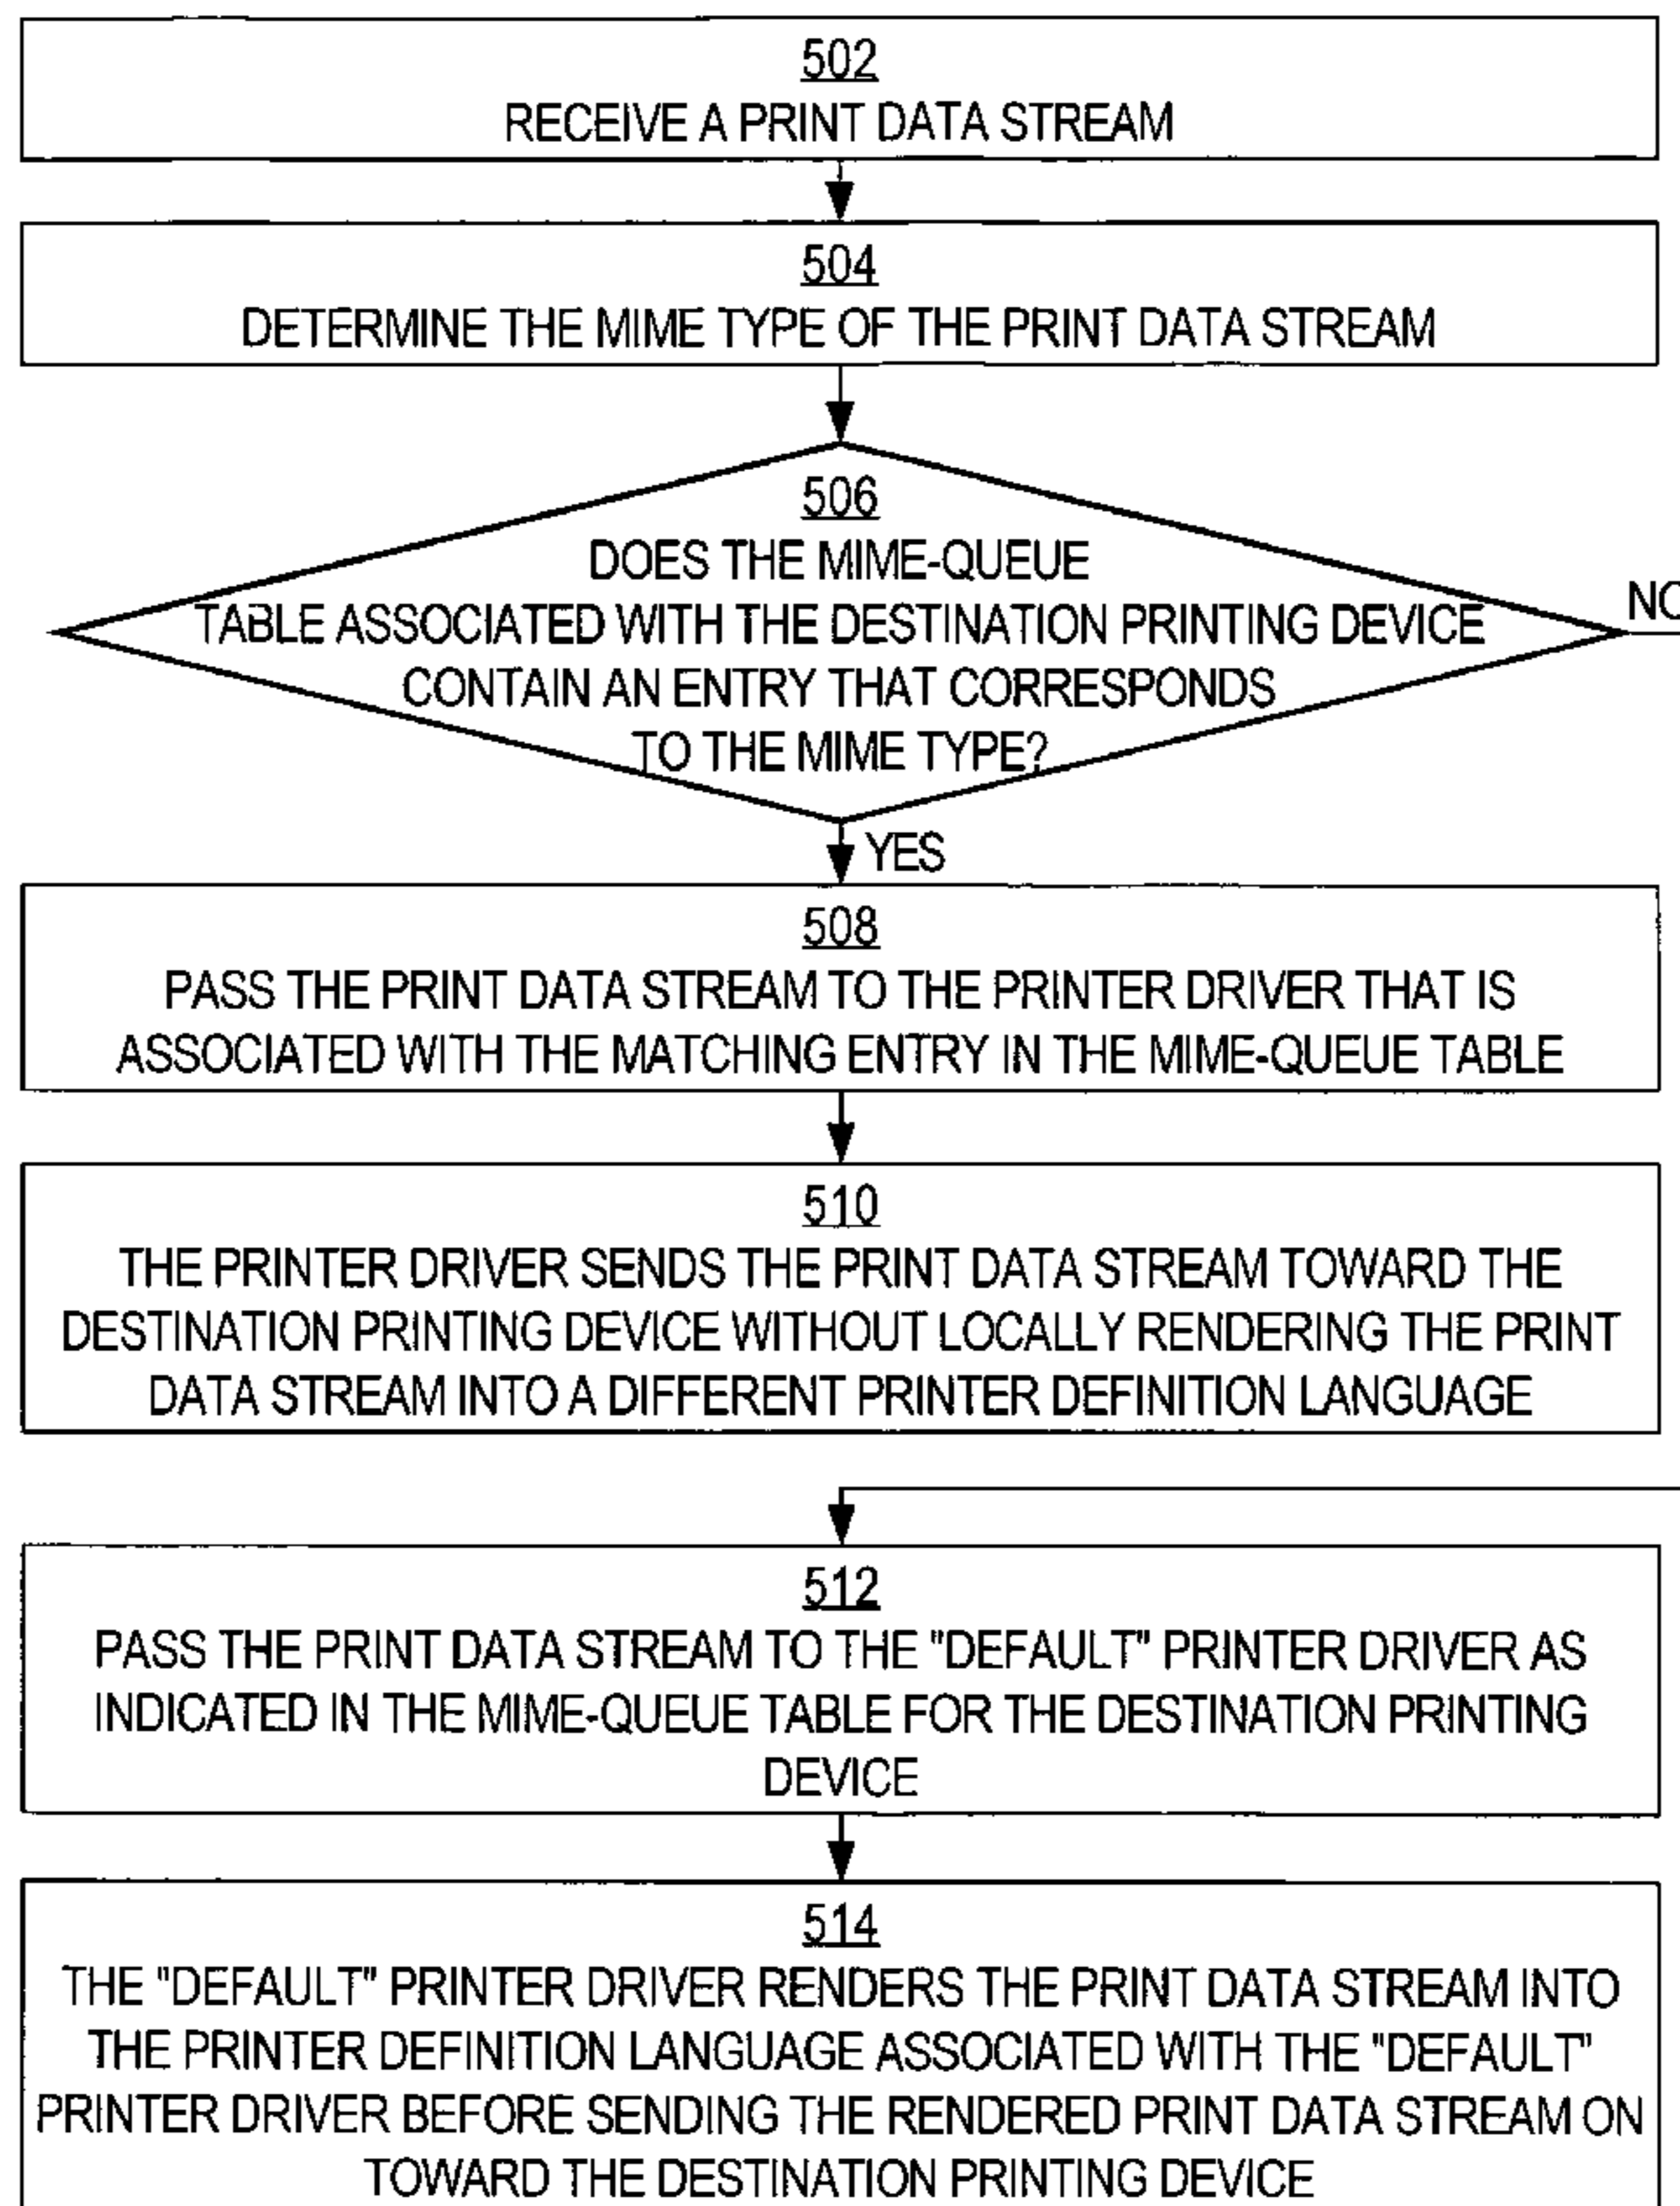 502
RECEIVE A PRINT DATA STREAM
504
DETERMINE THE MIME TYPE OF THE PRINT DATA STREAM
506
DOES THE MIME-QUEUE
TABLE ASSOCIATED WITH THE DESTINATION PRINTING DEVICE
CONTAIN AN ENTRY THAT CORRESPONDS
TO THE MIME TYPE?
NO
YES
508
PASS THE PRINT DATA STREAM TO THE PRINTER DRIVER THAT IS
ASSOCIATED WITH THE MATCHING ENTRY IN THE MIME-QUEUE TABLE
510
THE PRINTER DRIVER SENDS THE PRINT DATA STREAM TOWARD THE
DESTINATION PRINTING DEVICE WITHOUT LOCALLY RENDERING THE PRINT
DATA STREAM INTO A DIFFERENT PRINTER DEFINITION LANGUAGE
512
PASS THE PRINT DATA STREAM TO THE "DEFAULT" PRINTER DRIVER AS
INDICATED IN THE MIME-QUEUE TABLE FOR THE DESTINATION PRINTING
DEVICE
514
THE "DEFAULT" PRINTER DRIVER RENDERS THE PRINT DATA STREAM INTO
THE PRINTER DEFINITION LANGUAGE ASSOCIATED WITH THE "DEFAULT"
PRINTER DRIVER BEFORE SENDING THE RENDERED PRINT DATA STREAM ON
TOWARD THE DESTINATION PRINTING DEVICE